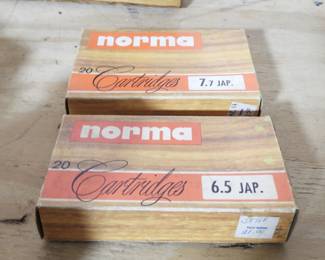 norma
20 Cartridges 7.7 JAP.
norma
20 Cartridges 6.5 JAP.